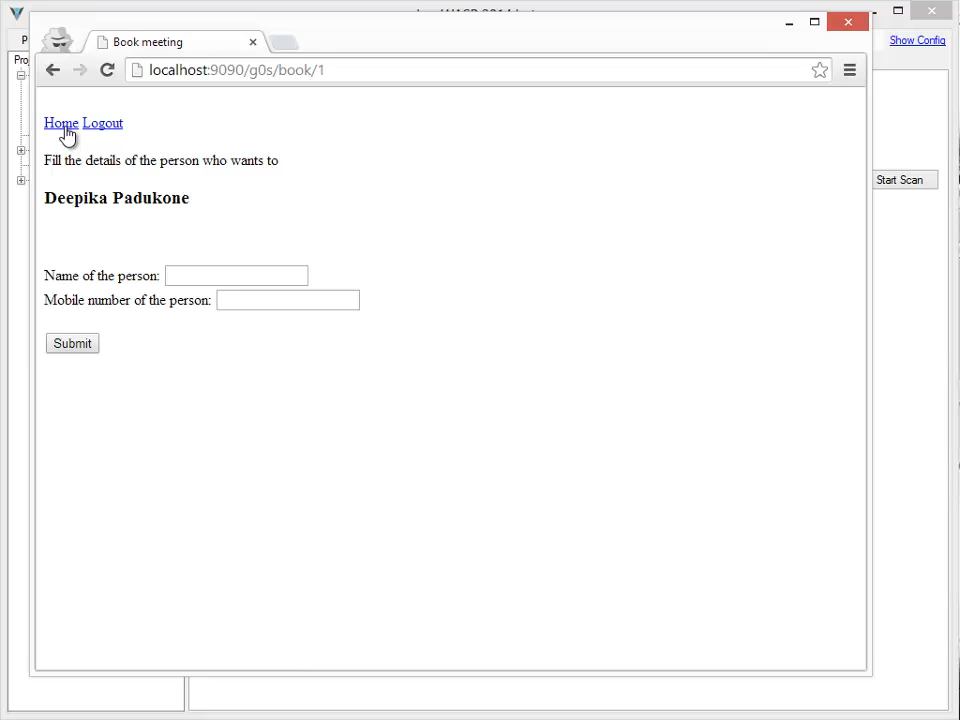 Book meeting
localhost:9090/g0s/book/1
Show Config
Home Logout
Fill the details of the person who wants to
Start Scan
Deepika Padukone
Name of the person:
Mobile number of the person:
Submit